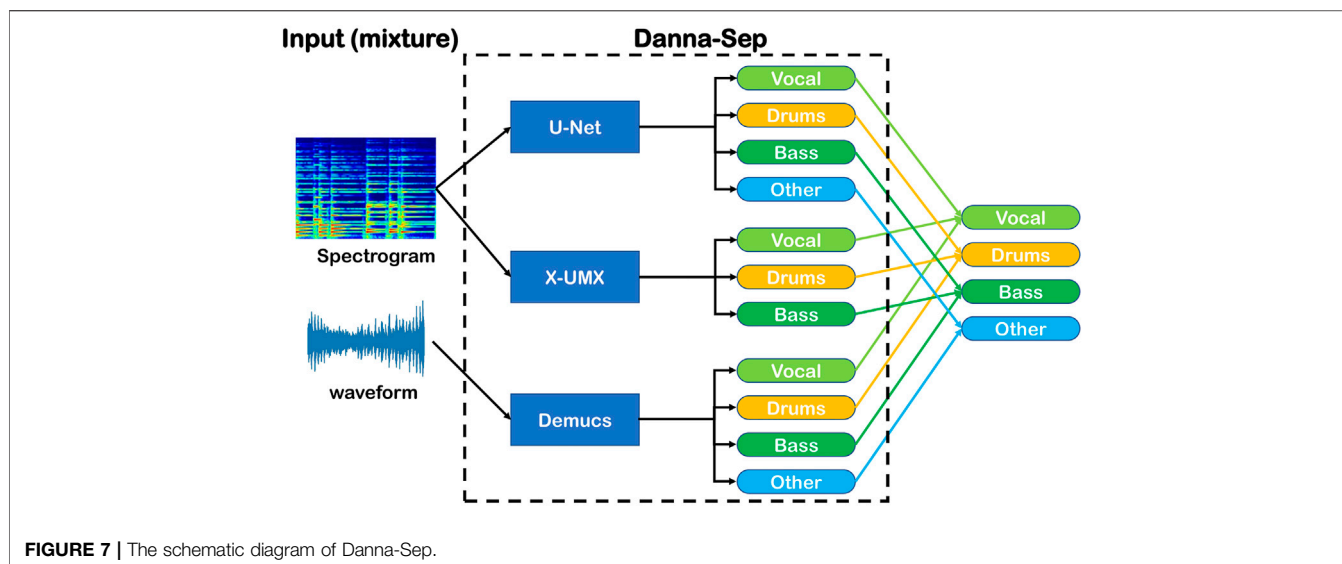 Input (mixture)
Danna-Sep
Spectrogram
waveform
U-Net
X-UMX
Demucs
Vocal
Drums
Bass
Other
Vocal
Drums
Bass
Vocal
Drums
Bass
Other
Vocal
Drums
Bass
Other
FIGURE 7 | The schematic diagram of Danna-Sep.